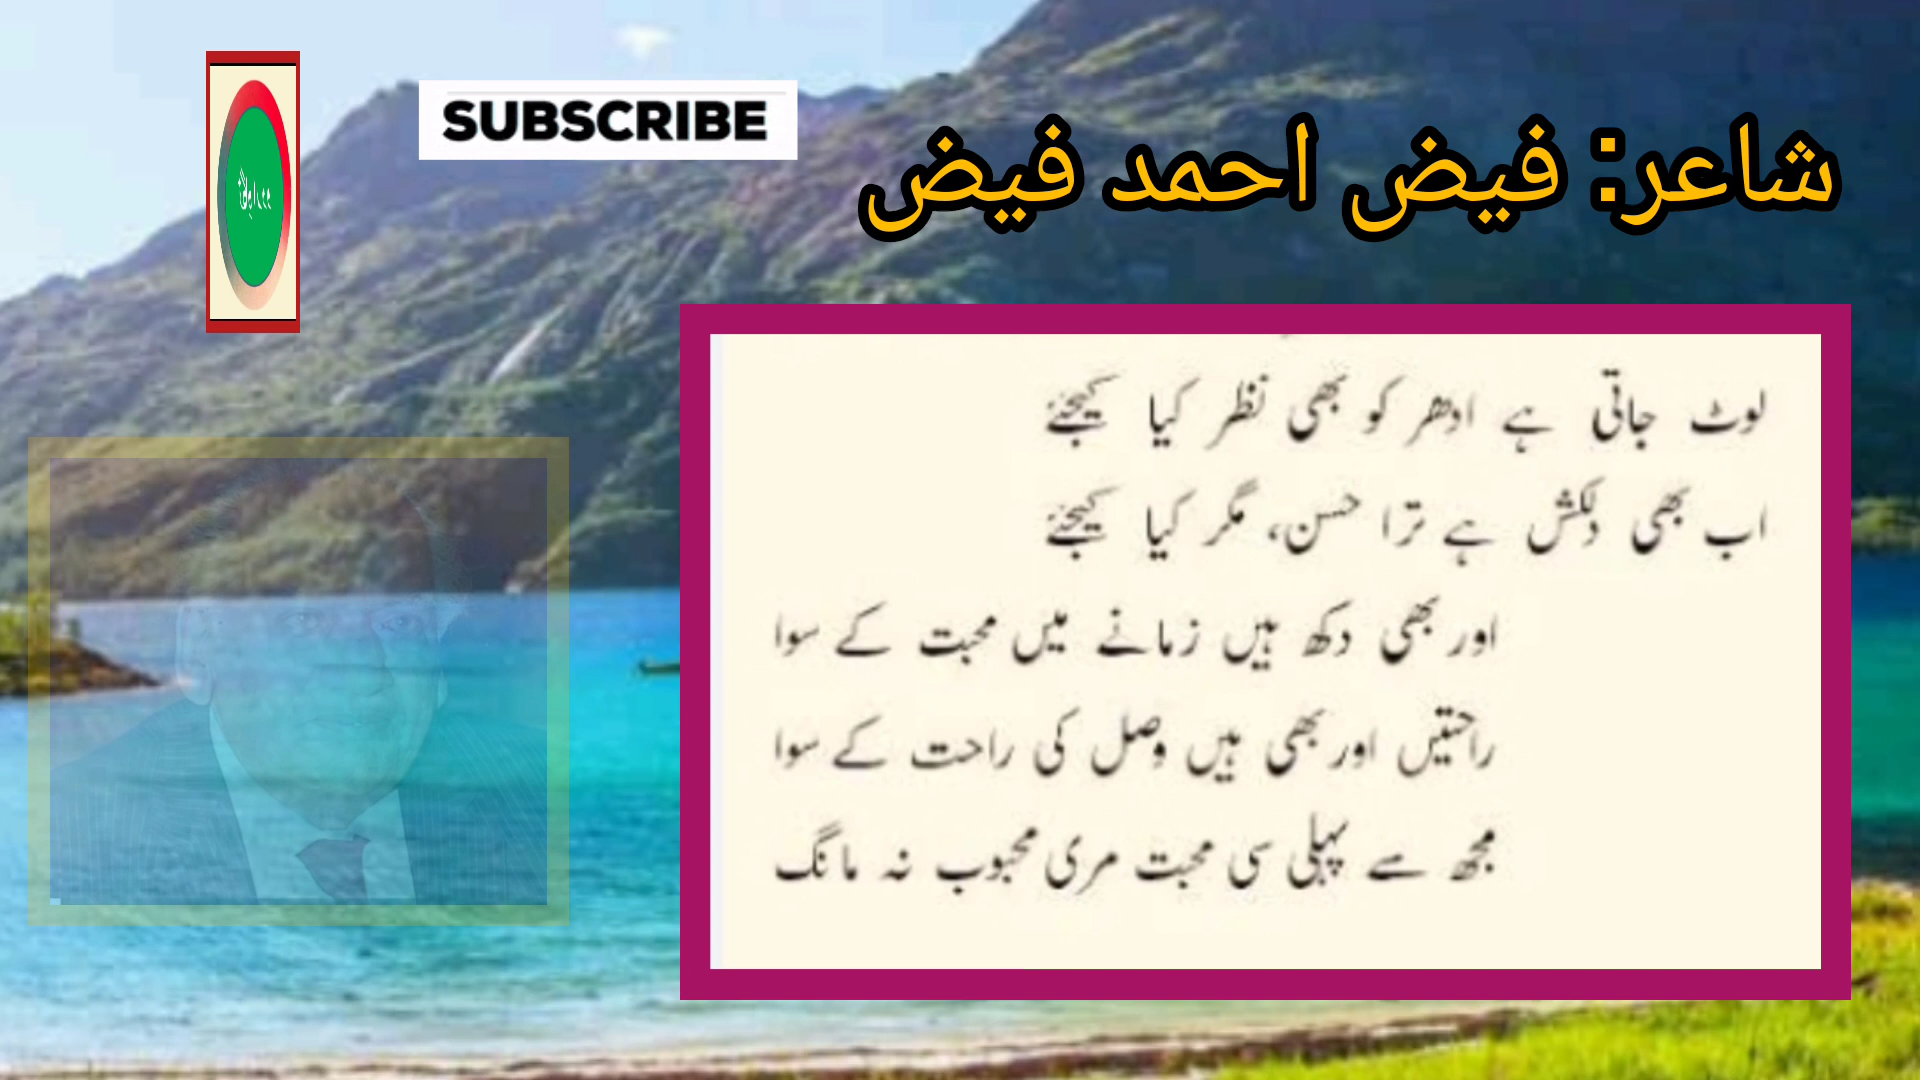 SUBSCRIBE
شاعر: فیض احمد فیض
لوٹ جاتی ہے ادھر کو بھی نظر کیا کیجئے
اب بھی دلکش ہے ترا حسن، مگر کیا کیجئے
اور بھی دکھ ہیں زمانے میں محبت کے سوا
راحتیں اور بھی ہیں وصل کی راحت کے سوا
مجھ سے پہلی سی محبت مری محبوب نہ مانگ